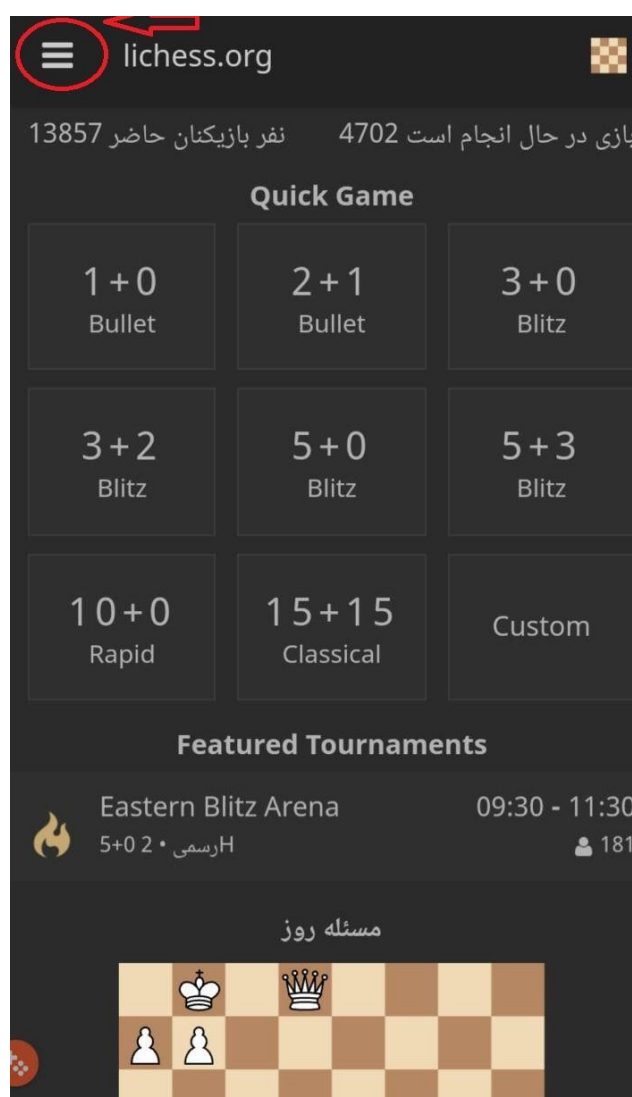 lichess.org
نفر بازیکنان حاضر 13857
بازی در حال انجام است 4702
Quick Game
1+0
Bullet
2+1
Bullet
3+0
Blitz
3+2
Blitz
5+0
Blitz
5+3
Blitz
10+0
Rapid
15+15
Classical
Custom
Featured Tournaments
Eastern Blitz Arena
09:30 - 11:30
5+0 رسمی • 2H
181
مسئله روز